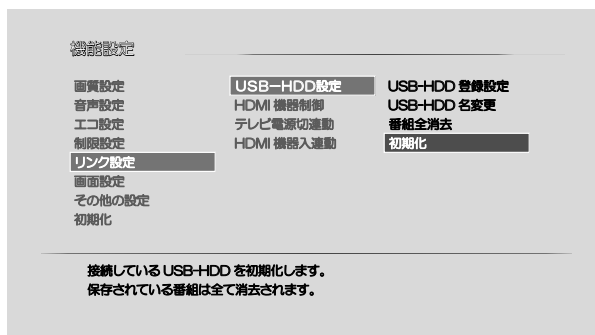 機能設定
画質設定
音声設定
エコ設定
制限設定
リンク設定
画面設定
その他の設定
初期化
USB-HDD設定
HDMI 機器制御
テレビ電源切連動
HDMI 機器入連動
USB-HDD 登録設定
USB-HDD 名変更
番組全消去
初期化
接続している USB-HDD を初期化します。
保存されている番組は全て消去されます。